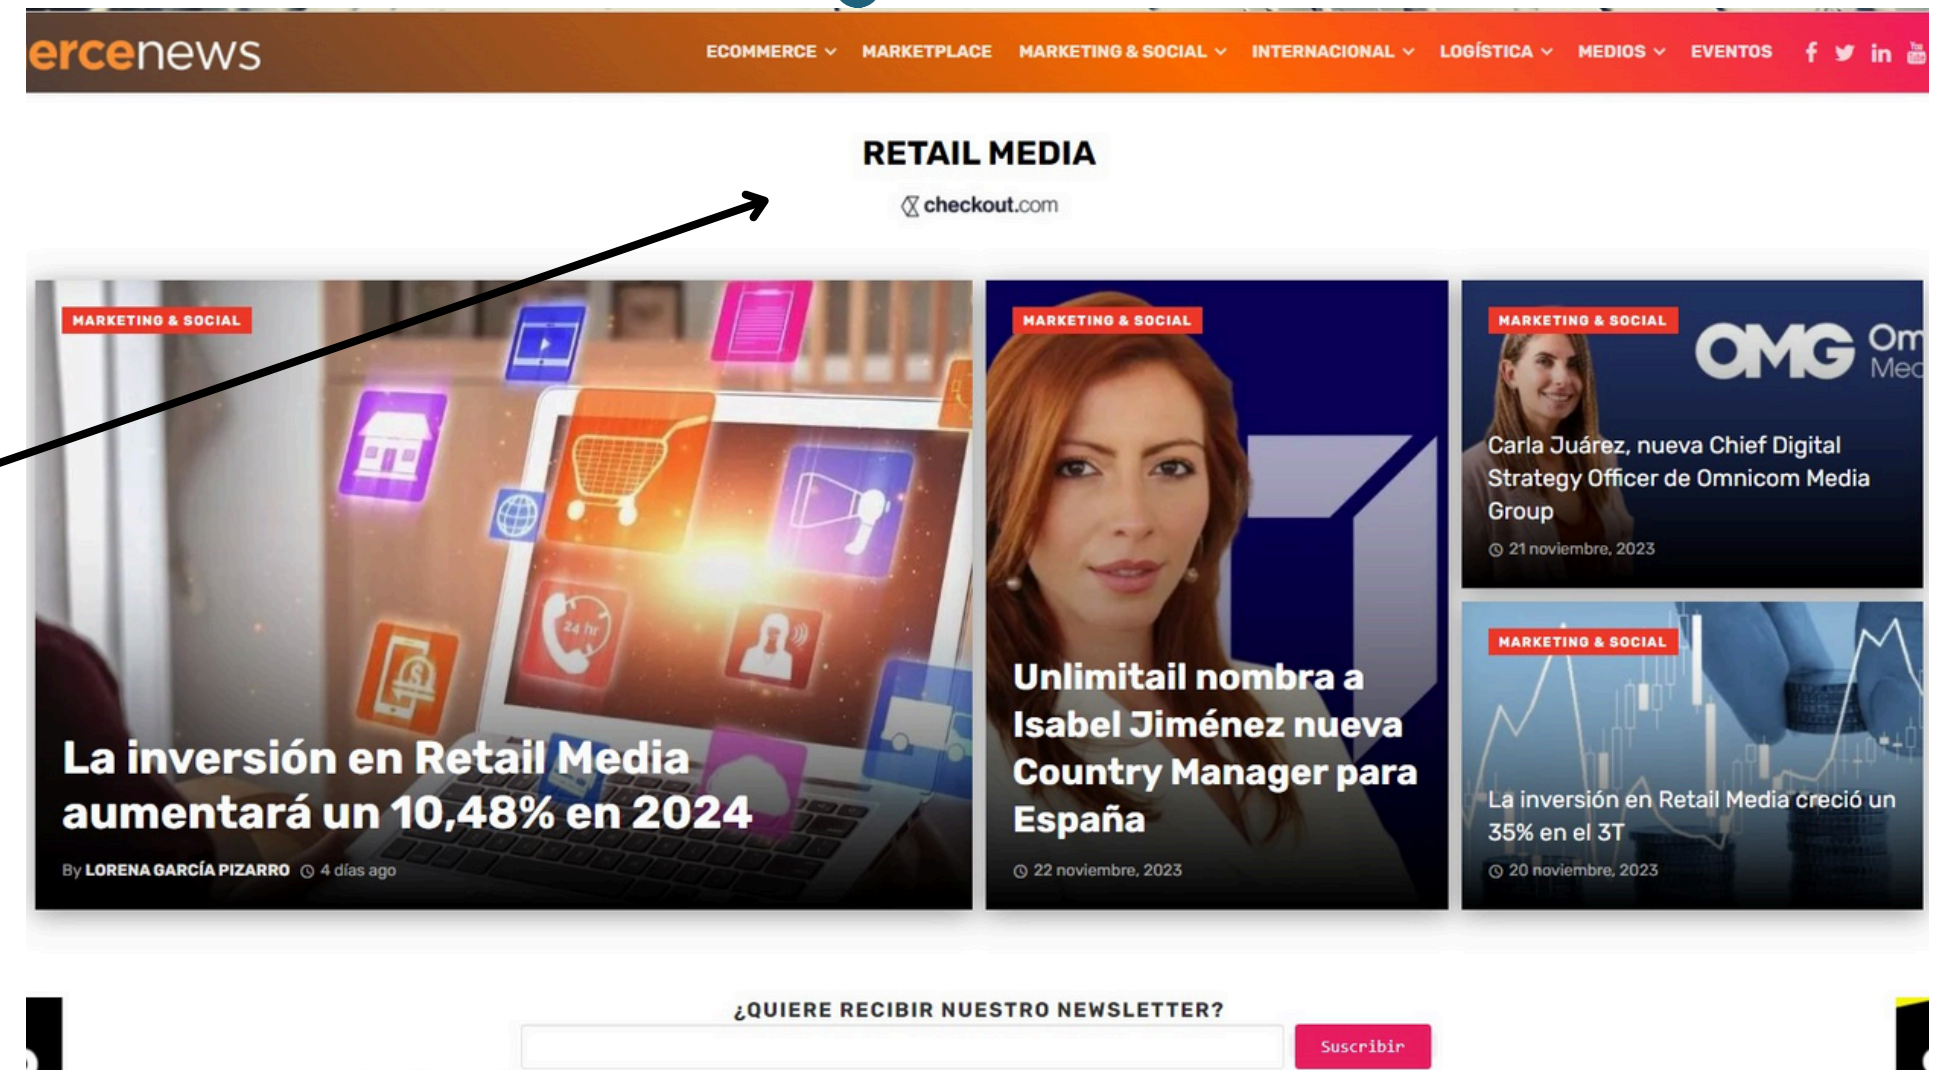 ercenews
ECOMMERCE MARKETPLACE MARKETING & SOCIAL INTERNACIONAL LOGÍSTICA MEDIOS EVENTOS
RETAIL MEDIA
checkout.com
MARKETING & SOCIAL
24 hr
La inversión en Retail Media
aumentará un 10,48% en 2024
By LORENA GARCÍA PIZARRO 4 días ago
MARKETING & SOCIAL
Unlimitail nombra a
Isabel Jiménez nueva
Country Manager para
España
22 noviembre, 2023
MARKETING & SOCIAL
OMG Om
Med
Carla Juárez, nueva Chief Digital
Strategy Officer de Omnicom Media
Group
21 noviembre, 2023
MARKETING & SOCIAL
La inversión en Retail Media creció un
35% en el 3T
20 noviembre, 2023
¿QUIERE RECIBIR NUESTRO NEWSLETTER?
Suscribir